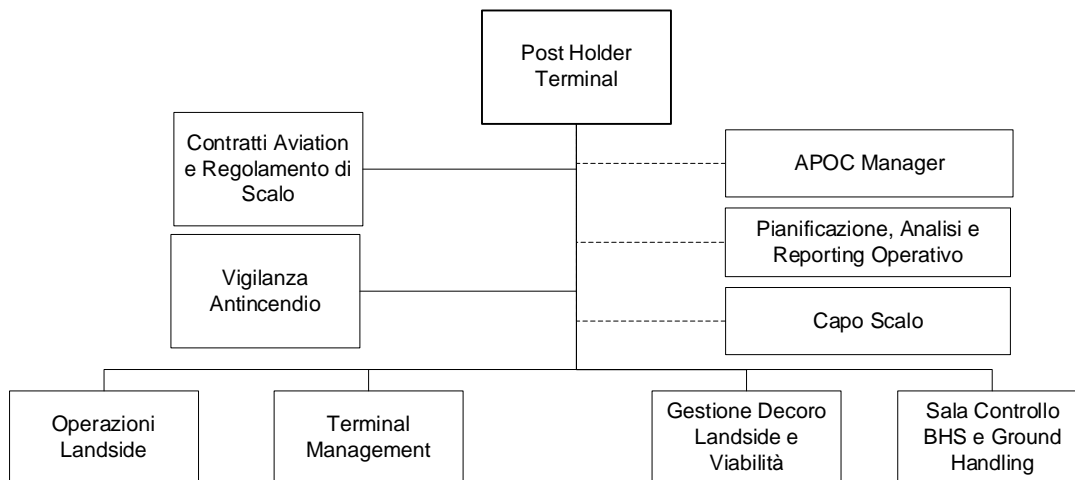 Post Holder
Terminal
Contratti Aviation
e Regolamento di
Scalo
APOC Manager
Pianificazione, Analisi e
Reporting Operativo
Vigilanza
Antincendio
Capo Scalo
Operazioni
Landside
Terminal
Management
Gestione Decoro
Landside e
Viabilità
Sala Controllo
BHS e Ground
Handling